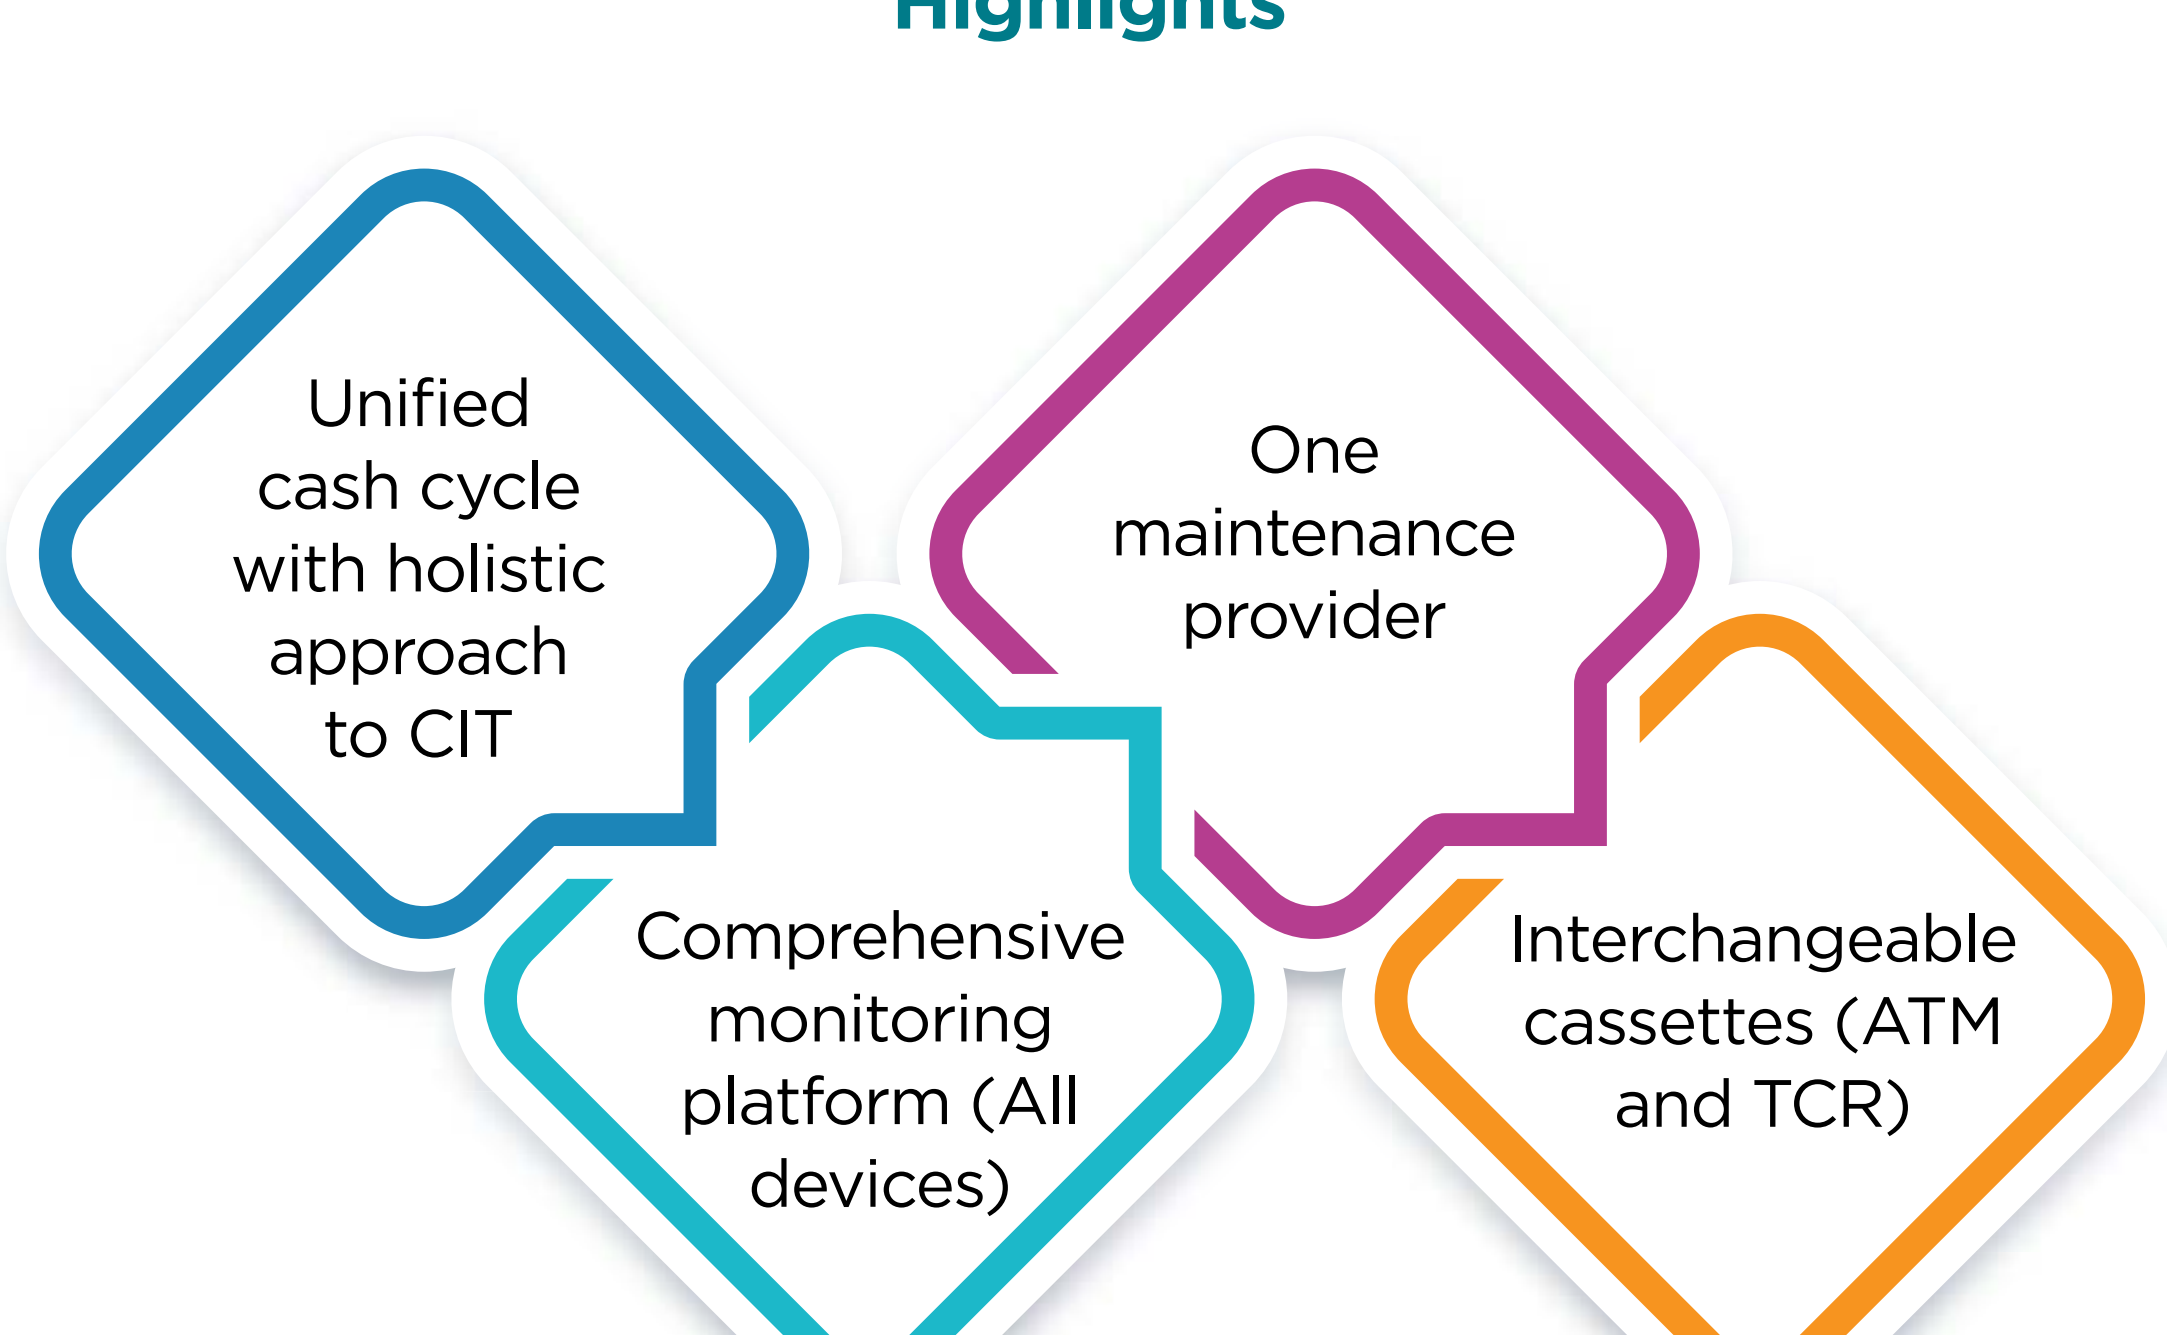 Highlights
Unified
cash cycle
with holistic
approach
to CIT
One
maintenance
provider
Comprehensive
monitoring
platform (All
devices)
Interchangeable
cassettes (ATM
and TCR)